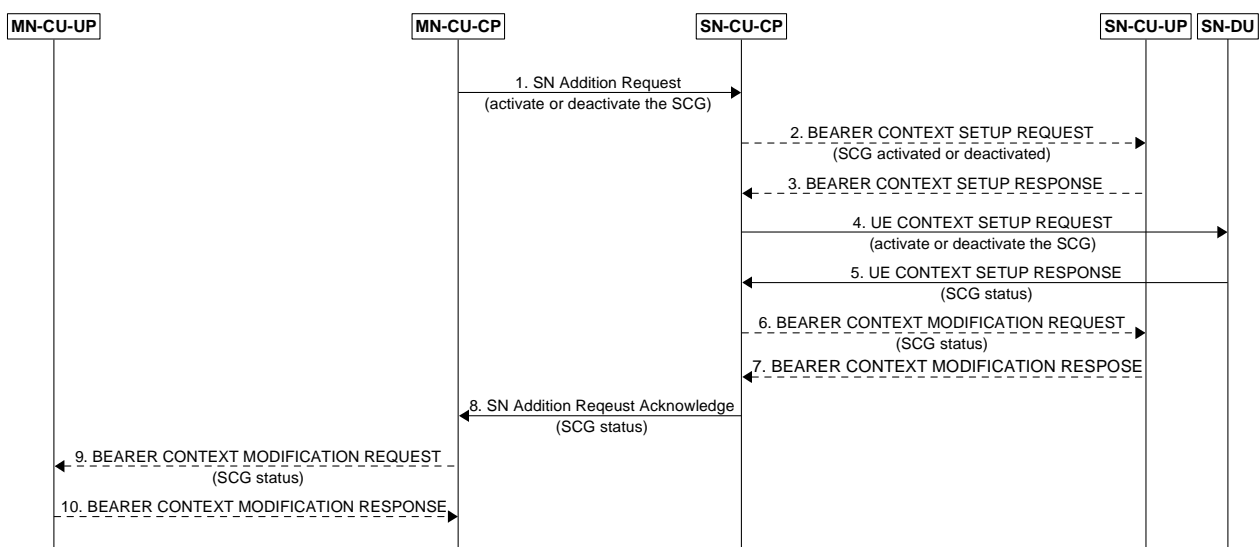 MN-CU-UP
MN-CU-CP
SN-CU-CP
SN-CU-UP
SN-DU
1. SN Addition Request
(activate or deactivate the SCG)
2. BEARER CONTEXT SETUP REQUEST
(SCG activated or deactivated)
3. BEARER CONTEXT SETUP RESPONSE
4. UE CONTEXT SETUP REQUEST
(activate or deactivate the SCG)
5. UE CONTEXT SETUP RESPONSE
(SCG status)
6. BEARER CONTEXT MODIFICATION REQUEST
(SCG status)
7. BEARER CONTEXT MODIFICATION RESPOSE
8. SN Addition Reqeust Acknowledge
(SCG status)
9. BEARER CONTEXT MODIFICATION REQUEST
(SCG status)
10. BEARER CONTEXT MODIFICATION RESPONSE